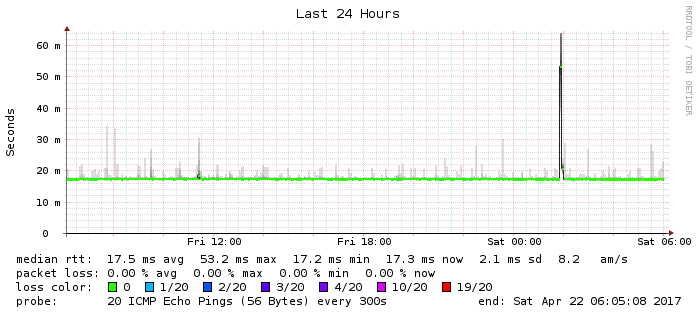 Last 24 Hours
RRDTOOL / TOBI OETIKER
Seconds
60 m
50 m
40 m
30 m
20 m
10 m
0
Fri 12:00 Fri 18:00 Sat 00:00 Sat 06:00
median rtt: 17.5 ms avg 53.2 ms max 17.2 ms min 17.3 ms now 2.1 ms sd 8.2 am/s
packet loss: 0.00 % avg 0.00 % max 0.00 % min 0.00 % now
loss color: 0 1/20 2/20 3/20 4/20 10/20 19/20
probe: 20 ICMP Echo Pings (56 Bytes) every 300s end: Sat Apr 22 06:05:08 2017